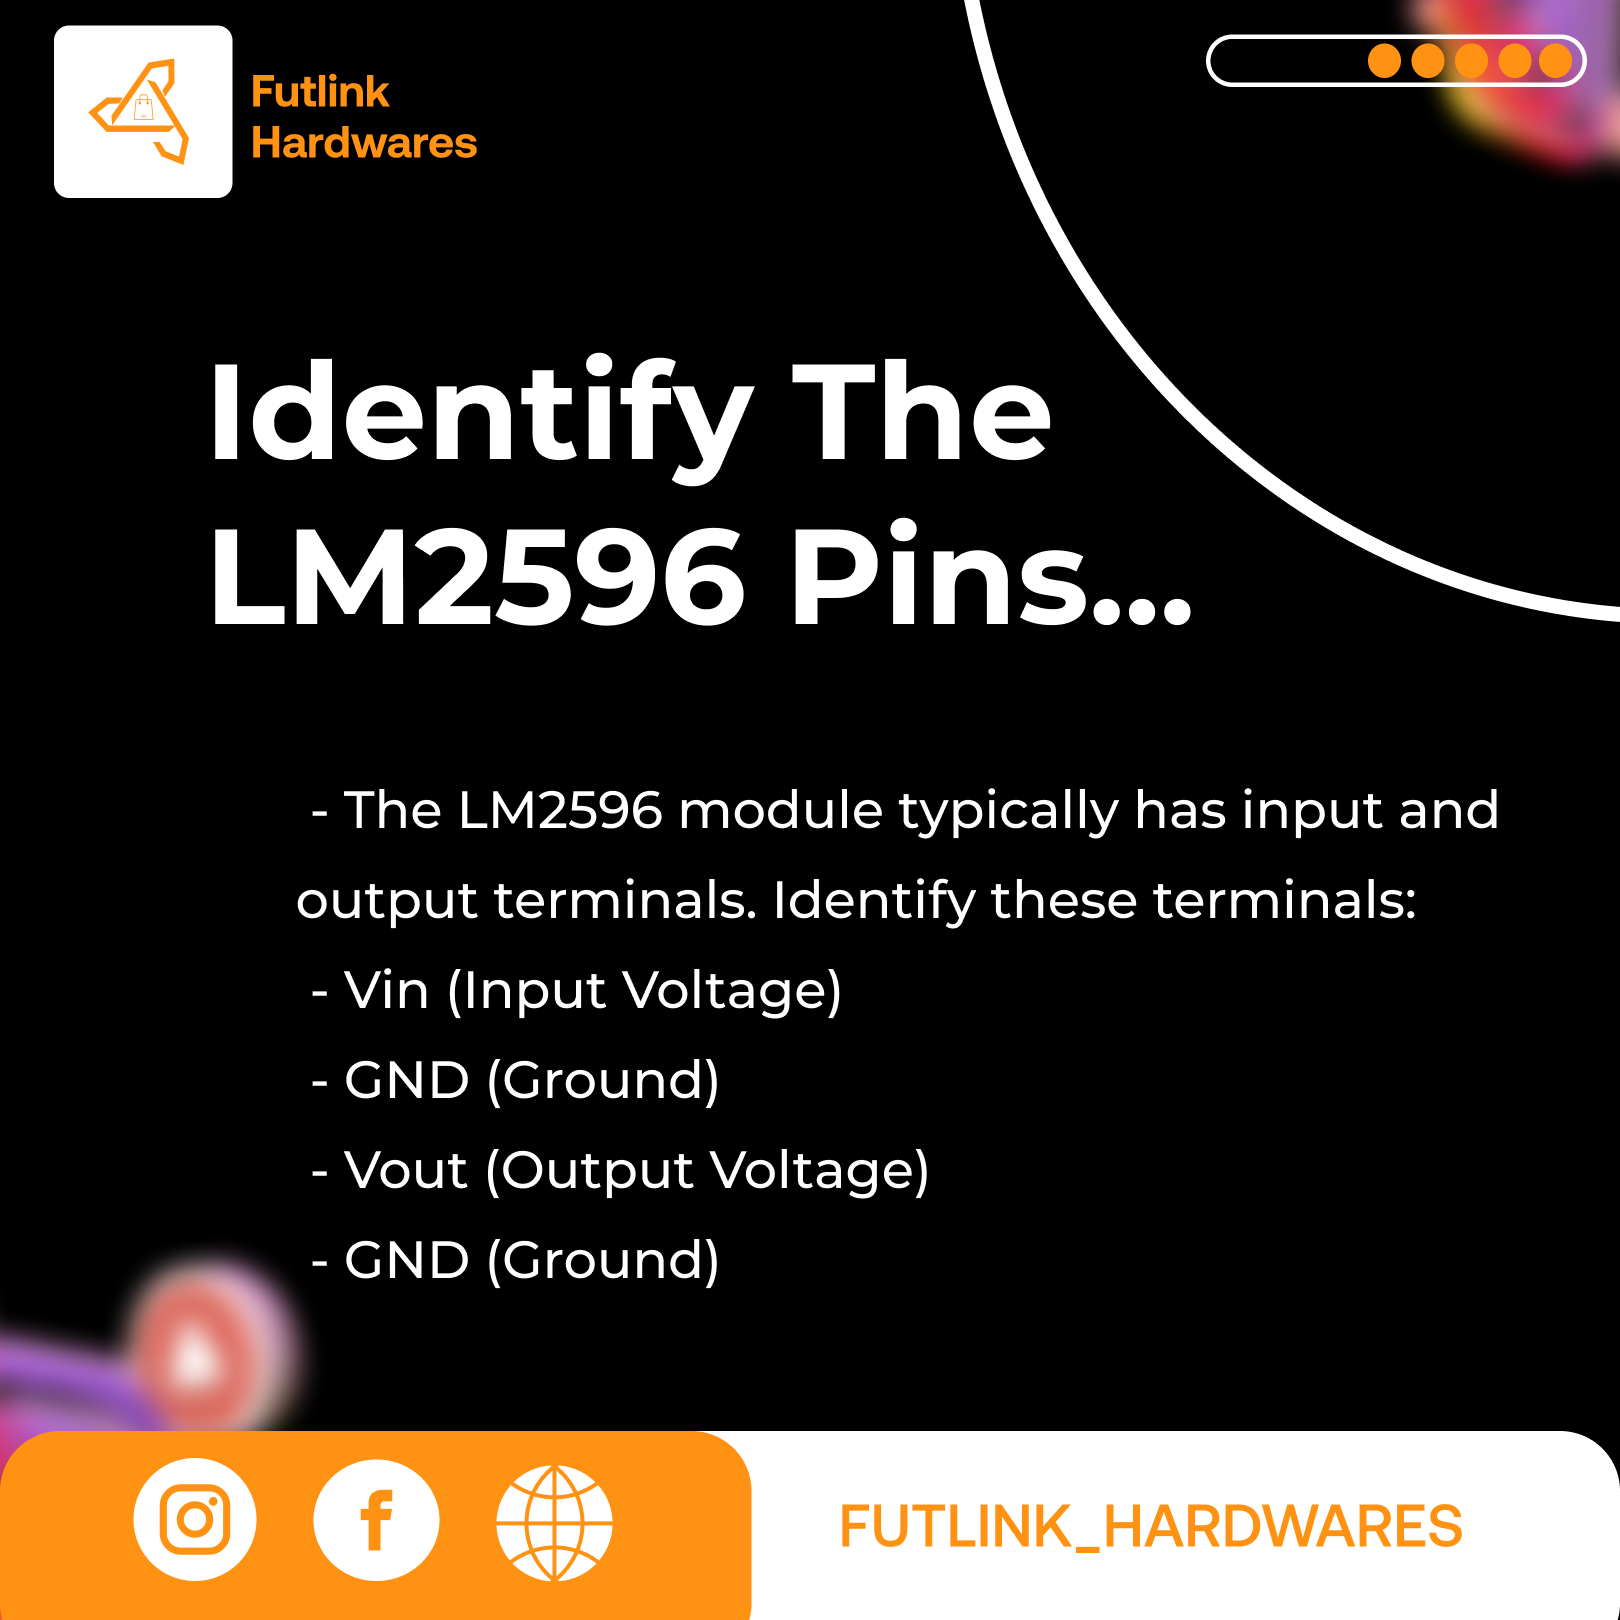 Futlink
Hardwares
Identify The
LM2596 Pins...
- The LM2596 module typically has input and
output terminals. Identify these terminals:
- Vin (Input Voltage)
- GND (Ground)
- Vout (Output Voltage)
- GND (Ground)
FUTLINK_HARDWARES